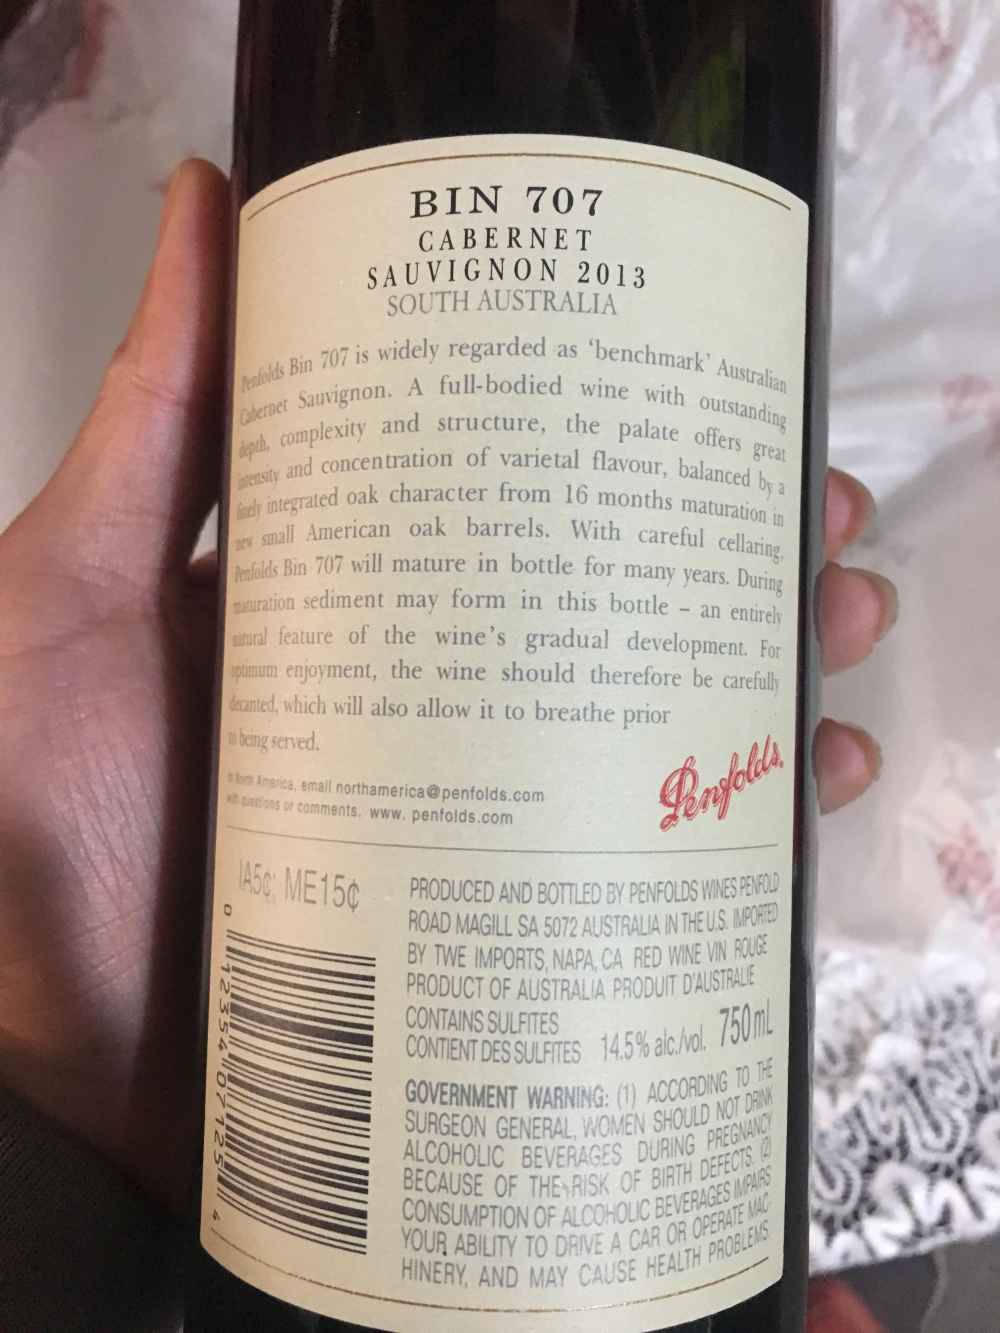 BIN 707
CABERNET
SAUVIGNON 2013
SOUTH AUSTRALIA
Penfolds Bin 707 is widely regarded as 'benchmark' Australian
Cabernet Sauvignon. A full-bodied wine with outstanding
depth, complexity and structure, the palate offers great
intensity and concentration of varietal flavour, balanced by a
finely integrated oak character from 16 months maturation in
new small American oak barrels. With careful cellaring,
Penfolds Bin 707 will mature in bottle for many years. During
maturation sediment may form in this bottle – an entirely
natural feature of the wine's gradual development. For
optimum enjoyment, the wine should therefore be carefully
decanted, which will also allow it to breathe prior
to being served.
Penfolds.
In North America, email northamerica@penfolds.com
with questions or comments. www. penfolds.com
IA5¢; ME15¢
PRODUCED AND BOTTLED BY PENFOLDS WINES PENFOLD
ROAD MAGILL SA 5072 AUSTRALIA IN THE U.S. IMPORTED
BY TWE IMPORTS, NAPA, CA RED WINE VIN ROUGE
PRODUCT OF AUSTRALIA PRODUIT D'AUSTRALIE
CONTAINS SULFITES
CONTIENT DES SULFITES 14.5% alc./vol. 750 mL
GOVERNMENT WARNING: (1) ACCORDING TO THE
SURGEON GENERAL, WOMEN SHOULD NOT DRINK
ALCOHOLIC BEVERAGES DURING PREGNANCY
BECAUSE OF THE RISK OF BIRTH DEFECTS. (2)
CONSUMPTION OF ALCOHOLIC BEVERAGES IMPAIRS
YOUR ABILITY TO DRIVE A CAR OR OPERATE MAC-
HINERY, AND MAY CAUSE HEALTH PROBLEMS.
0 12354 07125 4